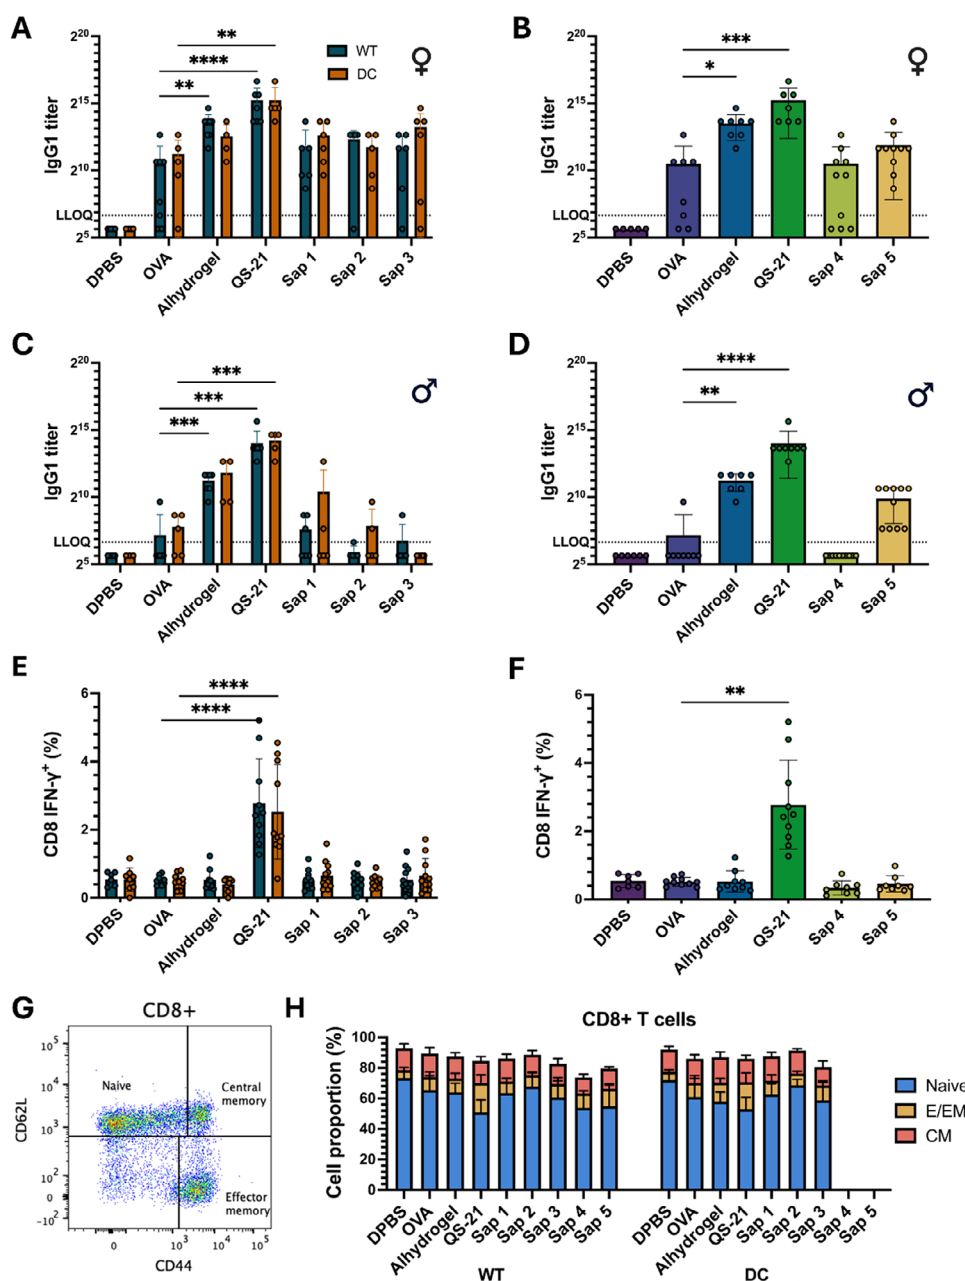 A
IgG1 titer
2^20
2^15
2^10
LLOQ
2^5
**
****
**
WT
DC
♀
DPBS
OVA
Alhydrogel
QS-21
Sap 1
Sap 2
Sap 3
B
IgG1 titer
2^20
2^15
2^10
LLOQ
2^5
***
*
♀
DPBS
OVA
Alhydrogel
QS-21
Sap 4
Sap 5
C
IgG1 titer
2^20
2^15
2^10
LLOQ
2^5
***
***
***
♂
DPBS
OVA
Alhydrogel
QS-21
Sap 1
Sap 2
Sap 3
D
IgG1 titer
2^20
2^15
2^10
LLOQ
2^5
****
**
♂
DPBS
OVA
Alhydrogel
QS-21
Sap 4
Sap 5
E
CD8 IFN-γ+ (%)
6
4
2
0
****
****
DPBS
OVA
Alhydrogel
QS-21
Sap 1
Sap 2
Sap 3
F
CD8 IFN-γ+ (%)
6
4
2
0
**
DPBS
OVA
Alhydrogel
QS-21
Sap 4
Sap 5
G
CD8+
CD62L
10^5
10^4
10^3
10^2
0
-10^2
Naive
Central
memory
Effector
memory
0
10^3
10^4
10^5
CD44
H
CD8+ T cells
Cell proportion (%)
100
80
60
40
20
0
Naive
E/EM
CM
DPBS
OVA
Alhydrogel
QS-21
Sap 1
Sap 2
Sap 3
Sap 4
Sap 5
WT
DPBS
OVA
Alhydrogel
QS-21
Sap 1
Sap 2
Sap 3
Sap 4
Sap 5
DC